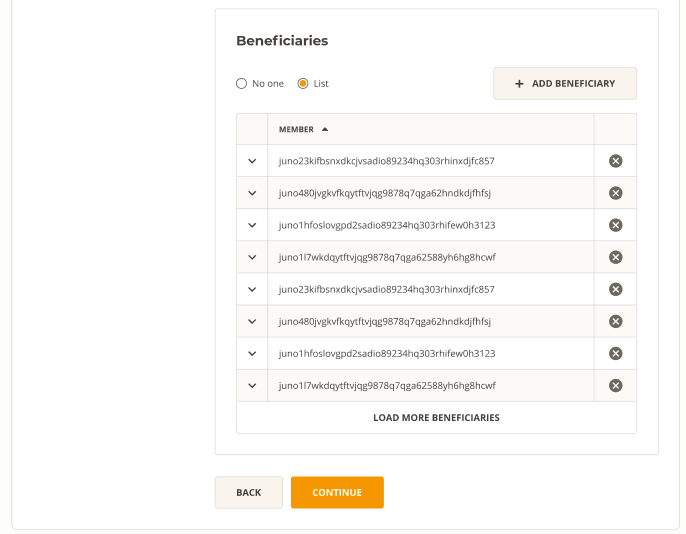 Beneficiaries
No one
List
+ ADD BENEFICIARY
MEMBER
juno23kifbsnxdkcjvsadio89234hq303rhinxdjfc857
juno480jvgkvfkqytftvjqg9878q7qga62hndkdjfhfsj
juno1hfoslovgpd2sadio89234hq303rhifew0h3123
juno1l7wkdqytftvjqg9878q7qga62588yh6hg8hcwf
juno23kifbsnxdkcjvsadio89234hq303rhinxdjfc857
juno480jvgkvfkqytftvjqg9878q7qga62hndkdjfhfsj
juno1hfoslovgpd2sadio89234hq303rhifew0h3123
juno1l7wkdqytftvjqg9878q7qga62588yh6hg8hcwf
LOAD MORE BENEFICIARIES
BACK
CONTINUE